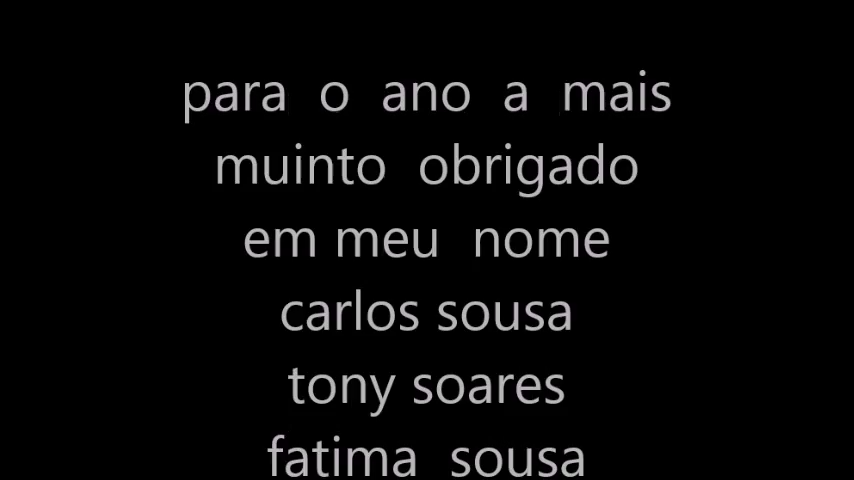 para o ano a mais
muinto obrigado
em meu nome
carlos sousa
tony soares
fatima sousa